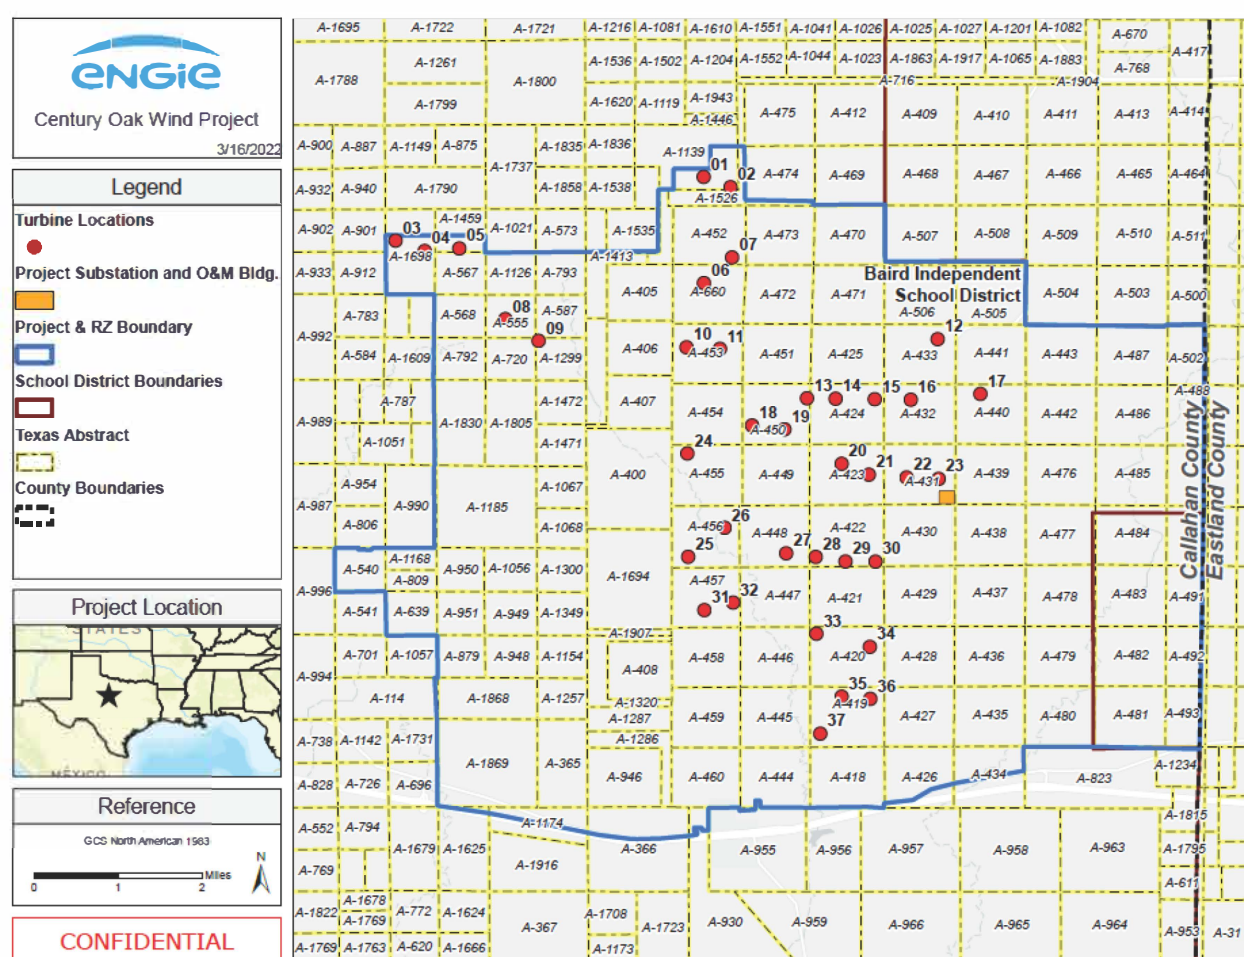 ENGIE
Century Oak Wind Project
3/16/2022
Legend
Turbine Locations
Project Substation and O&M Bldg.
Project & RZ Boundary
School District Boundaries
Texas Abstract
County Boundaries
Project Location
STATES
MÉXICO
Reference
GCS North American 1983
0 1 2 Miles
N
CONFIDENTIAL
A-1695 A-1722 A-1721 A-1216 A-1081 A-1610 A-1551 A-1041 A-1026 A-1025 A-1027 A-1201 A-1082 A-670
A-417
A-1788 A-1261 A-1800 A-1536 A-1502 A-1204 A-1552 A-1044 A-1023 A-1863 A-1917 A-1065 A-1883 A-768
A-716 A-1904
A-1799 A-1620 A-1119 A-1943 A-475 A-412 A-409 A-410 A-411 A-413 A-414
A-1446
A-900 A-887 A-1149 A-875 A-1835 A-1836 A-1139
A-1737
01 02
A-932 A-940 A-1790 A-1858 A-1538 A-1526 A-474 A-469 A-468 A-467 A-466 A-465 A-464
A-902 A-901 A-1459 A-1021 A-573 A-1535 A-452 A-473 A-470 A-507 A-508 A-509 A-510 A-511
03 04 05 07
A-1698 A-1413
A-933 A-912 A-567 A-1126 A-793 A-405 06 A-660 A-472 A-471 A-504 A-503 A-500
Baird Independent
School District
A-506 A-505
A-783 A-568 08 A-555 A-587
A-992 09 10 11 12
A-584 A-1609 A-792 A-720 A-1299 A-406 A-453 A-451 A-425 A-433 A-441 A-443 A-487 A-502
A-488
A-787 A-1472 A-407 13 14 15 16 17
A-989 A-1830 A-1805 A-454 18 19 A-450 A-424 A-432 A-440 A-442 A-486
A-1051 A-1471
24 20 21 22 23
A-954 A-1067 A-400 A-455 A-449 A-423 A-431 A-439 A-476 A-485
A-987 A-990 A-1185
A-806 A-1068 A-456 26 A-448 A-422 A-430 A-438 A-477 A-484
25 27 28 29 30
Callahan County
Eastland County
A-540 A-1168 A-950 A-1056 A-1300 A-1694 A-457
A-809
A-996 31 32 A-447 A-421 A-429 A-437 A-478 A-483 A-491
A-541 A-639 A-951 A-949 A-1349
A-1907 33 34
A-701 A-1057 A-879 A-948 A-1154 A-408 A-458 A-446 A-420 A-428 A-436 A-479 A-482 A-492
A-994
A-114 A-1868 A-1257 A-1320 35 36 A-419
A-1287 A-459 A-445 A-427 A-435 A-480 A-481 A-493
37
A-738 A-1142 A-1731 A-1286
A-1869 A-365 A-946 A-460 A-444 A-418 A-426 A-434 A-823 A-1234
A-828 A-726 A-696
A-552 A-794 A-1174 A-1815
A-1679 A-1625 A-366 A-955 A-956 A-957 A-958 A-963 A-1795
A-769 A-1916 A-611
A-1678
A-1822 A-1769 A-772 A-1624 A-367 A-1708 A-1723 A-930 A-959 A-966 A-965 A-964 A-953 A-31
A-1769 A-1763 A-620 A-1666 A-1173